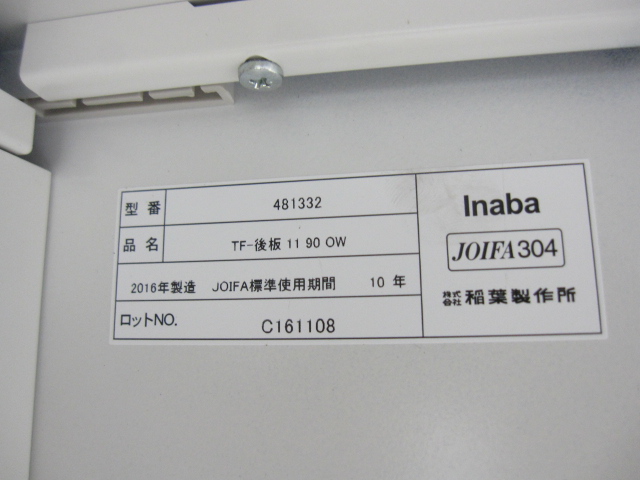 型番 481332
品名 TF-後板 11 90 OW
2016年製造 JOIFA標準使用期間 10 年
ロットNO. C161108
Inaba
JOIFA304
株式会社 稲葉製作所